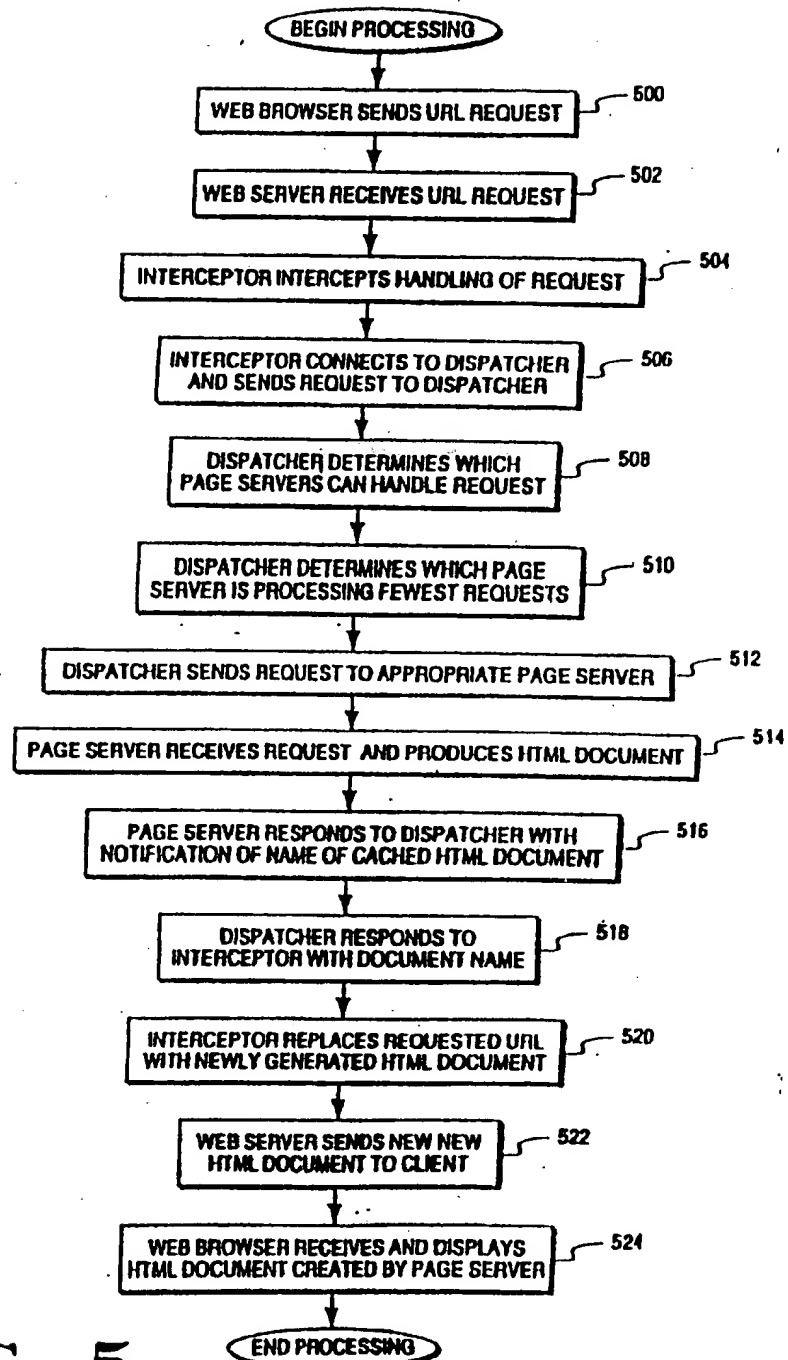 BEGIN PROCESSING
WEB BROWSER SENDS URL REQUEST
500
WEB SERVER RECEIVES URL REQUEST
502
INTERCEPTOR INTERCEPTS HANDLING OF REQUEST
504
INTERCEPTOR CONNECTS TO DISPATCHER
AND SENDS REQUEST TO DISPATCHER
506
DISPATCHER DETERMINES WHICH
PAGE SERVERS CAN HANDLE REQUEST
508
DISPATCHER DETERMINES WHICH PAGE
SERVER IS PROCESSING FEWEST REQUESTS
510
DISPATCHER SENDS REQUEST TO APPROPRIATE PAGE SERVER
512
PAGE SERVER RECEIVES REQUEST AND PRODUCES HTML DOCUMENT
514
PAGE SERVER RESPONDS TO DISPATCHER WITH
NOTIFICATION OF NAME OF CACHED HTML DOCUMENT
516
DISPATCHER RESPONDS TO
INTERCEPTOR WITH DOCUMENT NAME
518
INTERCEPTOR REPLACES REQUESTED URL
WITH NEWLY GENERATED HTML DOCUMENT
520
WEB SERVER SENDS NEW NEW
HTML DOCUMENT TO CLIENT
522
WEB BROWSER RECEIVES AND DISPLAYS
HTML DOCUMENT CREATED BY PAGE SERVER
524
END PROCESSING